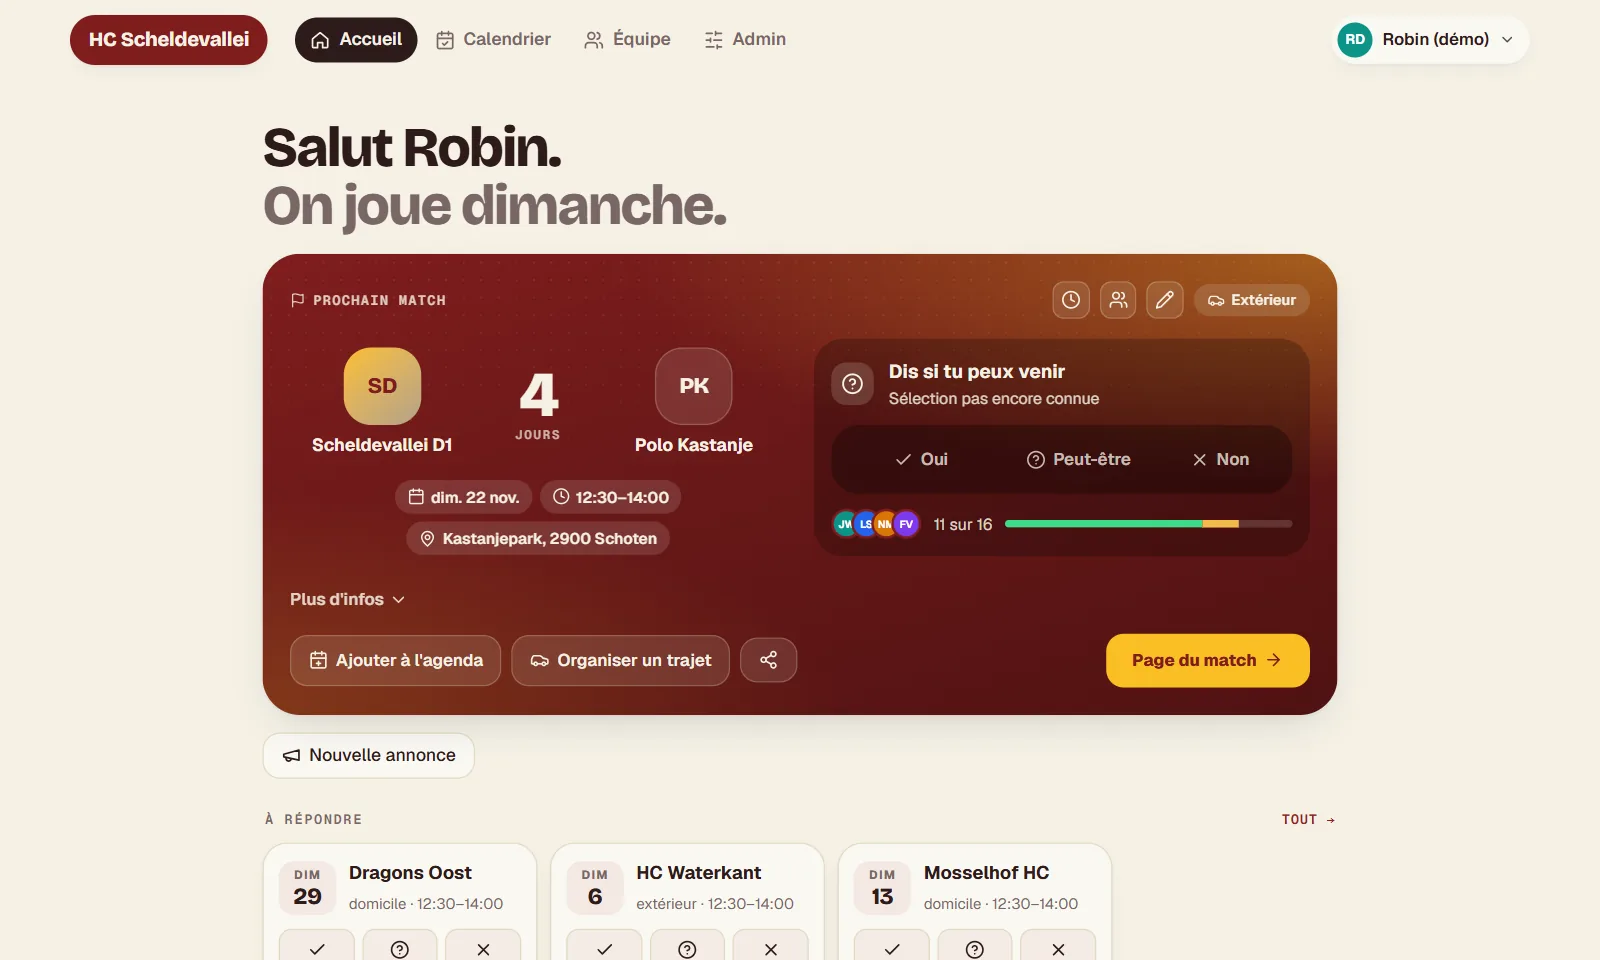 HC Scheldevallei
Accueil
Calendrier
Équipe
Admin
RD
Robin (démo)
Salut Robin.
On joue dimanche.
PROCHAIN MATCH
Extérieur
SD
4
JOURS
PK
Scheldevallei D1
Polo Kastanje
dim. 22 nov.
12:30–14:00
Kastanjepark, 2900 Schoten
Dis si tu peux venir
Sélection pas encore connue
Oui
Peut-être
Non
JW LS NM FV
11 sur 16
Plus d'infos
Ajouter à l'agenda
Organiser un trajet
Page du match →
Nouvelle annonce
À RÉPONDRE
TOUT →
DIM
29
Dragons Oost
domicile · 12:30–14:00
DIM
6
HC Waterkant
extérieur · 12:30–14:00
DIM
13
Mosselhof HC
domicile · 12:30–14:00